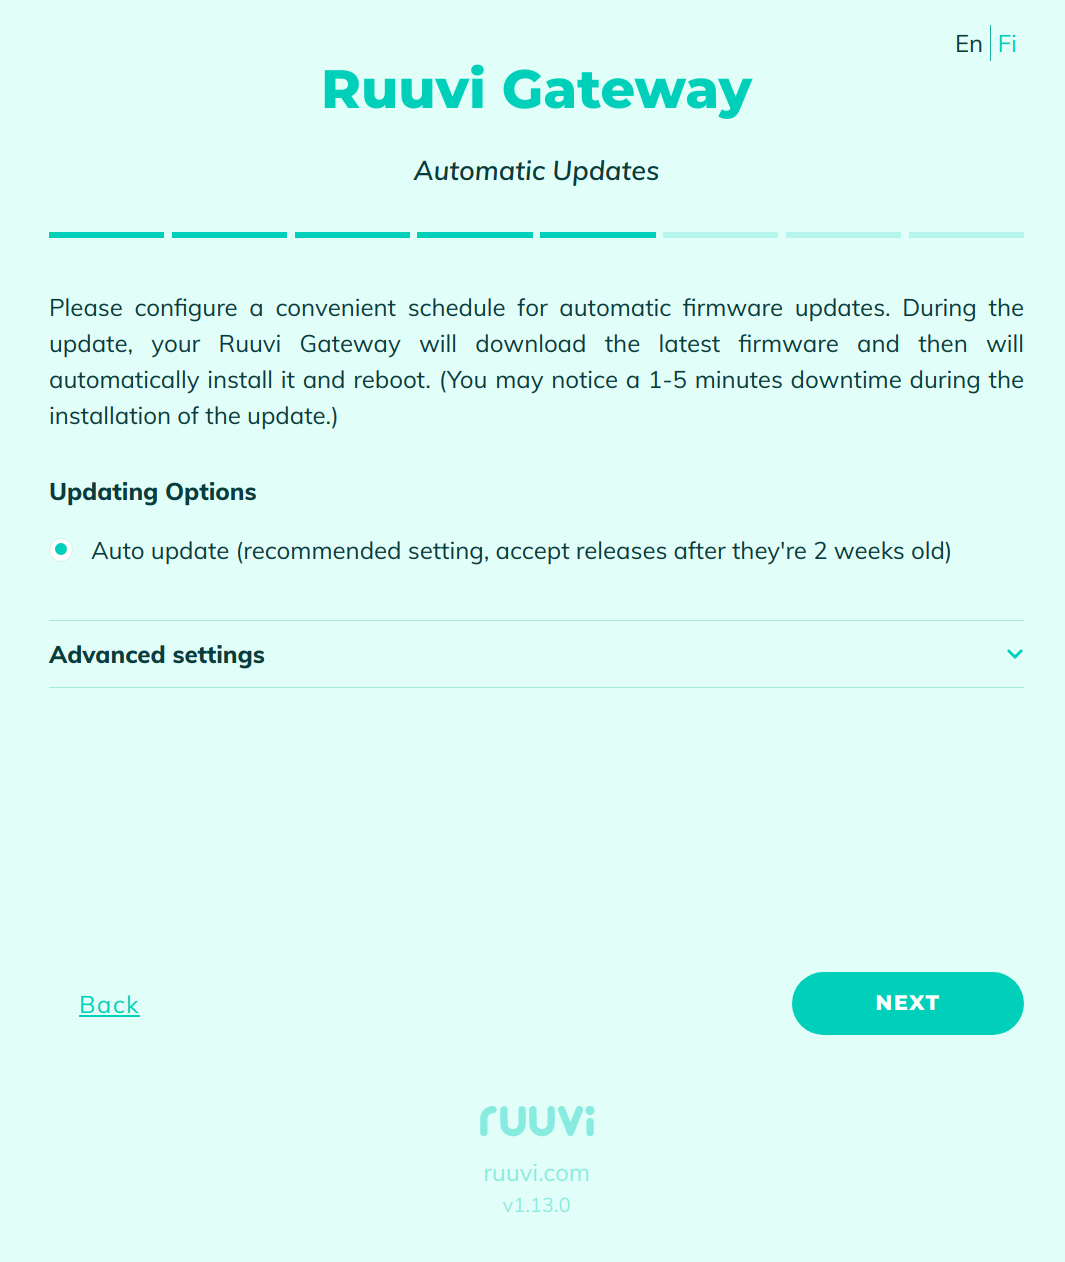 En Fi
Ruuvi Gateway
Automatic Updates
Please configure a convenient schedule for automatic firmware updates. During the
update, your Ruuvi Gateway will download the latest firmware and then will
automatically install it and reboot. (You may notice a 1-5 minutes downtime during the
installation of the update.)
Updating Options
Auto update (recommended setting, accept releases after they're 2 weeks old)
Advanced settings
Back
NEXT
ruuvi
ruuvi.com
v1.13.0